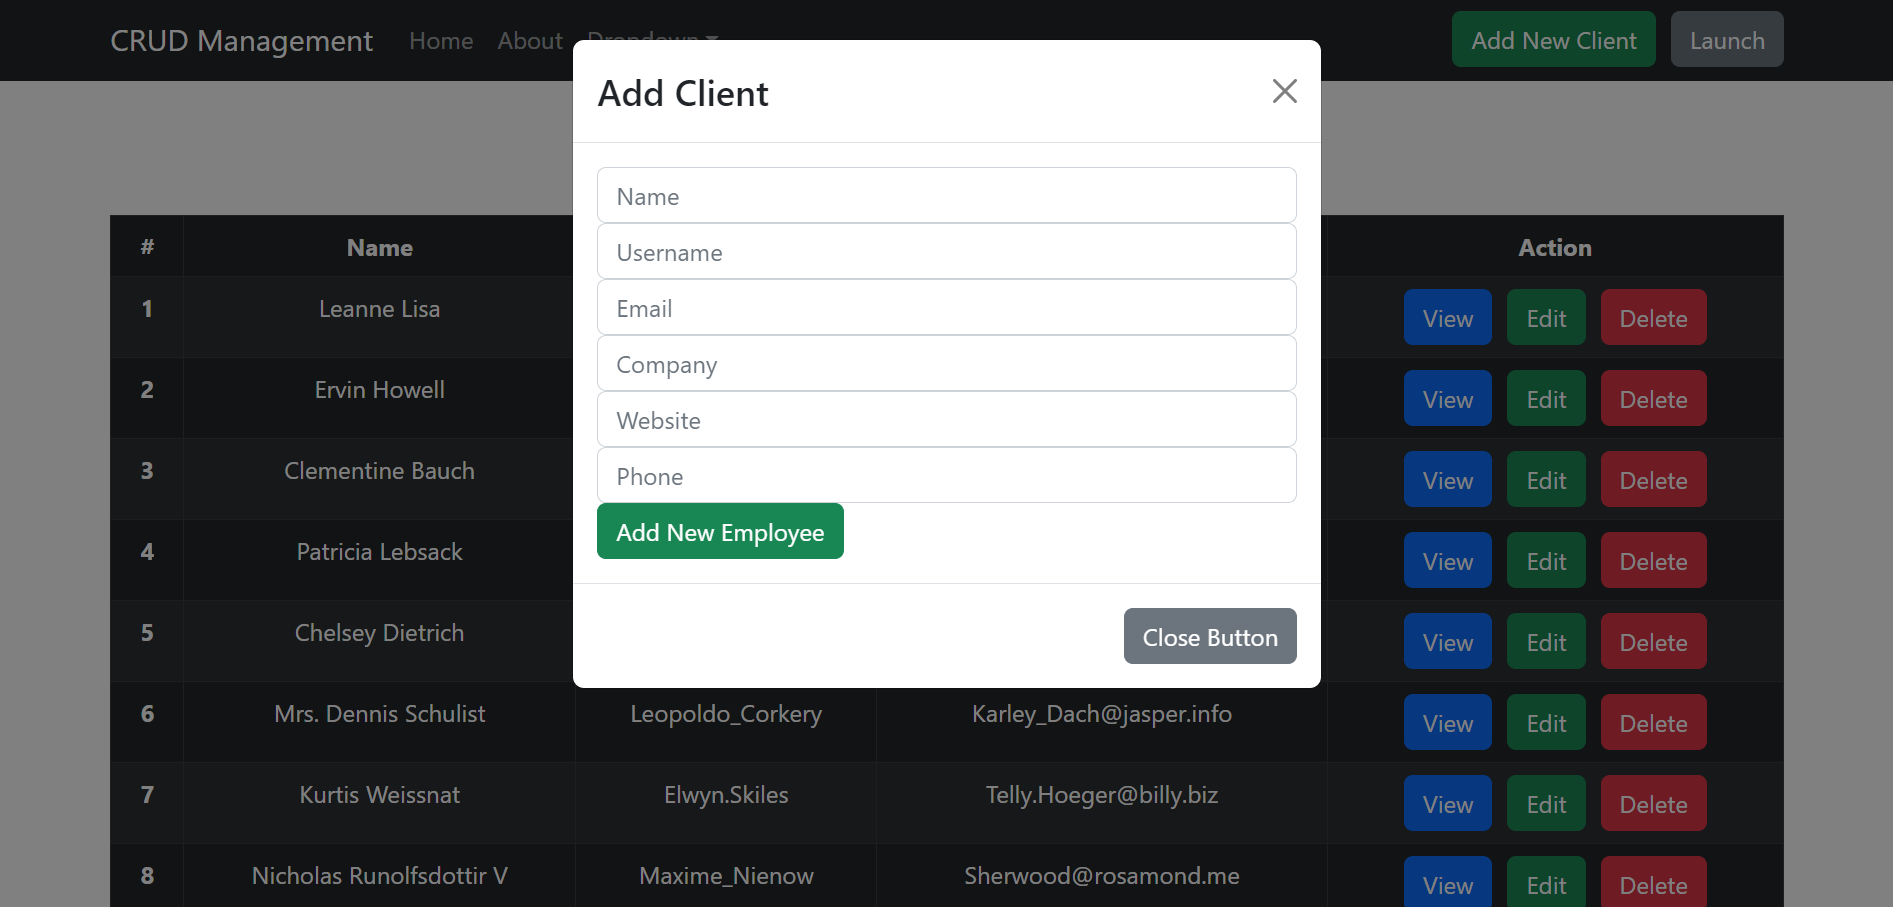 CRUD Management Home About Dropdown Add New Client Launch
Add Client
Name
Username
Email
Company
Website
Phone
Add New Employee
Close Button
# Name Action
1 Leanne Lisa View Edit Delete
2 Ervin Howell View Edit Delete
3 Clementine Bauch View Edit Delete
4 Patricia Lebsack View Edit Delete
5 Chelsey Dietrich View Edit Delete
6 Mrs. Dennis Schulist Leopoldo_Corkery Karley_Dach@jasper.info View Edit Delete
7 Kurtis Weissnat Elwyn.Skiles Telly.Hoeger@billy.biz View Edit Delete
8 Nicholas Runolfsdottir V Maxime_Nienow Sherwood@rosamond.me View Edit Delete